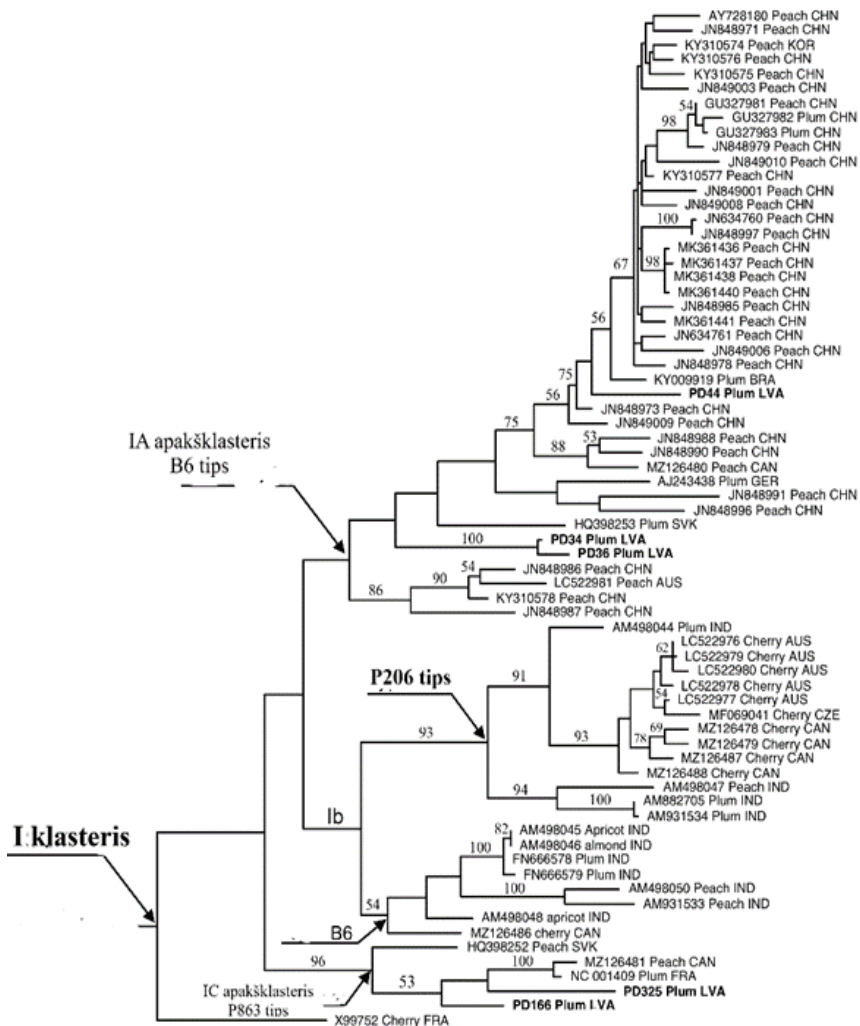 AY728180 Peach CHN
JN848971 Peach CHN
KY310574 Peach KOR
KY310576 Peach CHN
KY310575 Peach CHN
JN849003 Peach CHN
54 GU327981 Peach CHN
GU327982 Plum CHN
98 GU327983 Plum CHN
JN848979 Peach CHN
JN849010 Peach CHN
KY310577 Peach CHN
JN849001 Peach CHN
JN849008 Peach CHN
100 JN634760 Peach CHN
JN848997 Peach CHN
MK361436 Peach CHN
67 98 MK361437 Peach CHN
MK361438 Peach CHN
MK361440 Peach CHN
JN848985 Peach CHN
56 MK361441 Peach CHN
JN634761 Peach CHN
JN849006 Peach CHN
75 JN848978 Peach CHN
KY009919 Plum BRA
56 PD44 Plum LVA
JN848973 Peach CHN
75 JN849009 Peach CHN
53 JN848988 Peach CHN
88 JN848990 Peach CHN
MZ126480 Peach CAN
AJ243438 Plum GER
JN848991 Peach CHN
JN848996 Peach CHN
IA apakšklasteris
B6 tips
HQ398253 Plum SVK
100 PD34 Plum LVA
PD36 Plum LVA
54 JN848986 Peach CHN
90 LC522981 Peach AUS
86 KY310578 Peach CHN
JN848987 Peach CHN
AM498044 Plum IND
LC522976 Cherry AUS
62 LC522979 Cherry AUS
LC522980 Cherry AUS
P206 tips
91 LC522978 Cherry AUS
54 LC522977 Cherry AUS
MF069041 Cherry CZE
93 93 69 MZ126478 Cherry CAN
78 MZ126479 Cherry CAN
MZ126487 Cherry CAN
MZ126488 Cherry CAN
94 AM498047 Peach IND
100 AM882705 Plum IND
AM931534 Plum IND
Ib
I klasteris
82 AM498045 Apricot IND
AM498046 almond IND
100 FN666578 Plum IND
FN666579 Plum IND
100 AM498050 Peach IND
AM931533 Peach IND
54 AM498048 apricot IND
B6 MZ126486 cherry CAN
HQ398252 Peach SVK
96 100 MZ126481 Peach CAN
53 NC 001409 Plum FRA
IC apakšklasteris
P863 tips
PD325 Plum LVA
PD166 Plum LVA
X99752 Cherry FRA